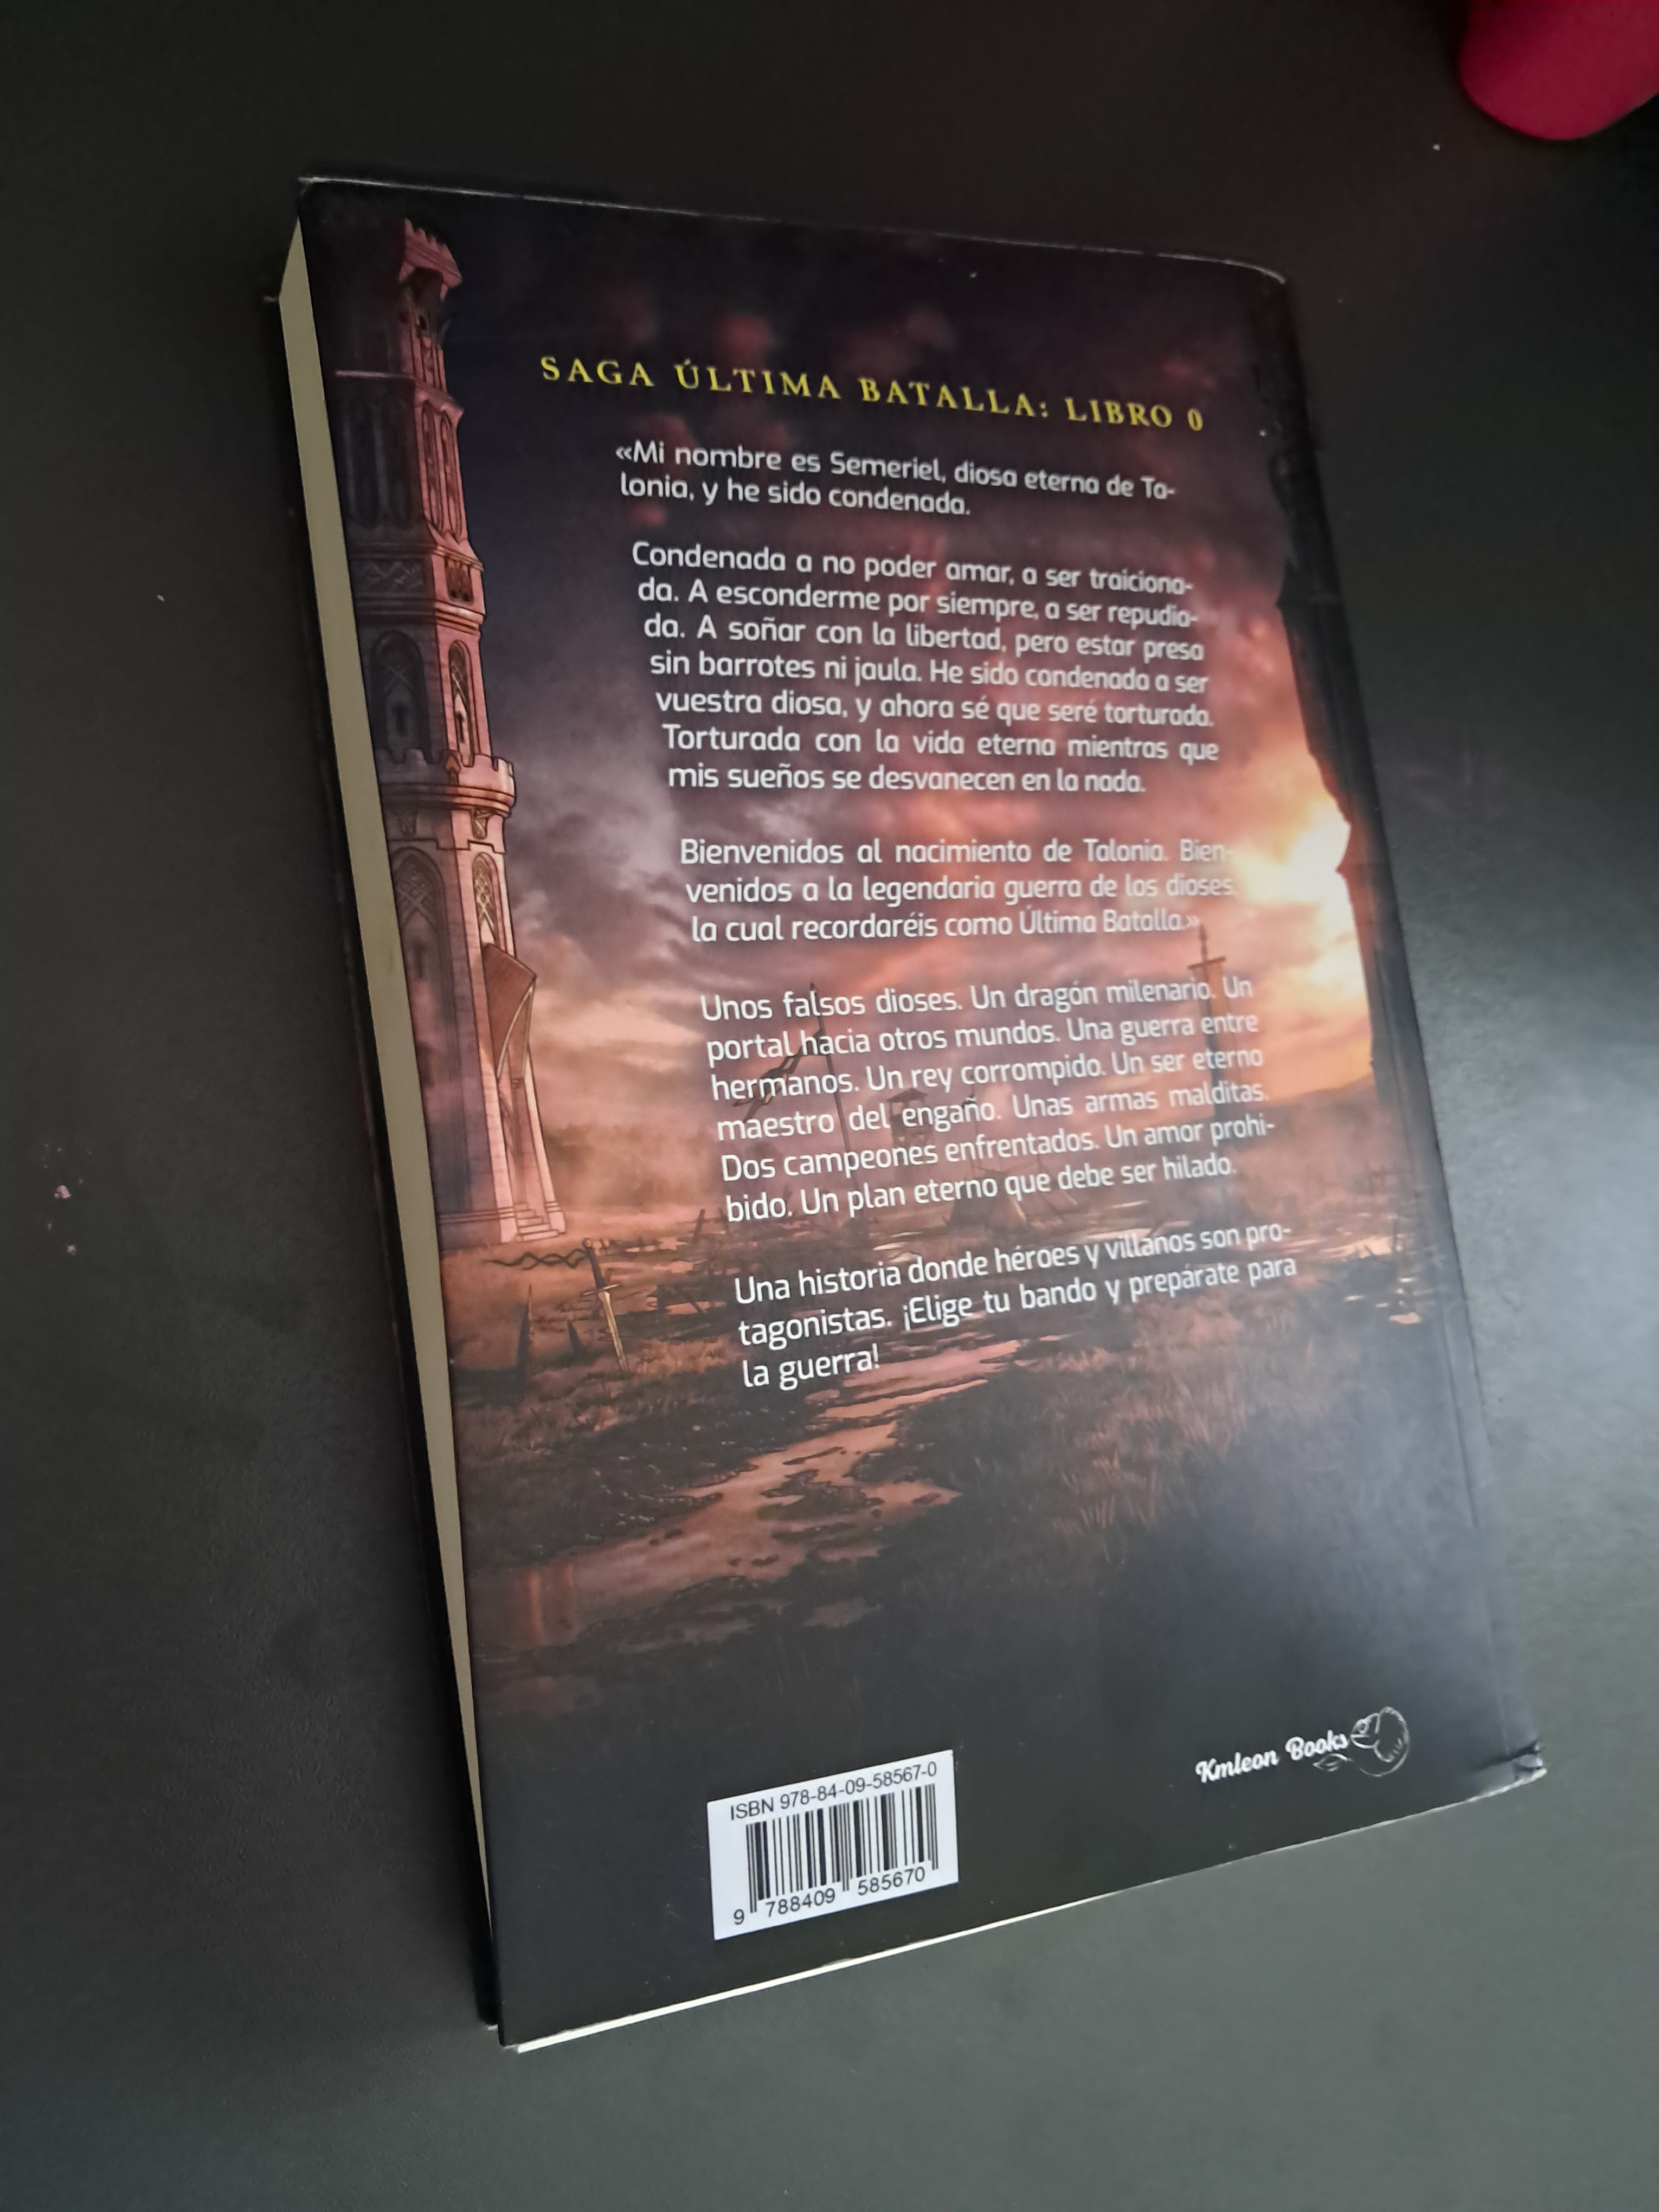 SAGA ÚLTIMA BATALLA: LIBRO 0
«Mi nombre es Semeriel, diosa eterna de Ta-
lonia, y he sido condenada.
Condenada a no poder amar, a ser traiciona-
da. A esconderme por siempre, a ser repudia-
da. A soñar con la libertad, pero estar presa
sin barrotes ni jaula. He sido condenada a ser
vuestra diosa, y ahora sé que seré torturada.
Torturada con la vida eterna mientras que
mis sueños se desvanecen en la nada.
Bienvenidos al nacimiento de Talonia. Bien-
venidos a la legendaria guerra de los dioses,
la cual recordaréis como Última Batalla.»
Unos falsos dioses. Un dragón milenario. Un
portal hacia otros mundos. Una guerra entre
hermanos. Un rey corrompido. Un ser eterno
maestro del engaño. Unas armas malditas.
Dos campeones enfrentados. Un amor prohi-
bido. Un plan eterno que debe ser hilado.
Una historia donde héroes y villanos son pro-
tagonistas. ¡Elige tu bando y prepárate para
la guerra!
Kmleon Books
ISBN 978-84-09-58567-0
9 788409 585670